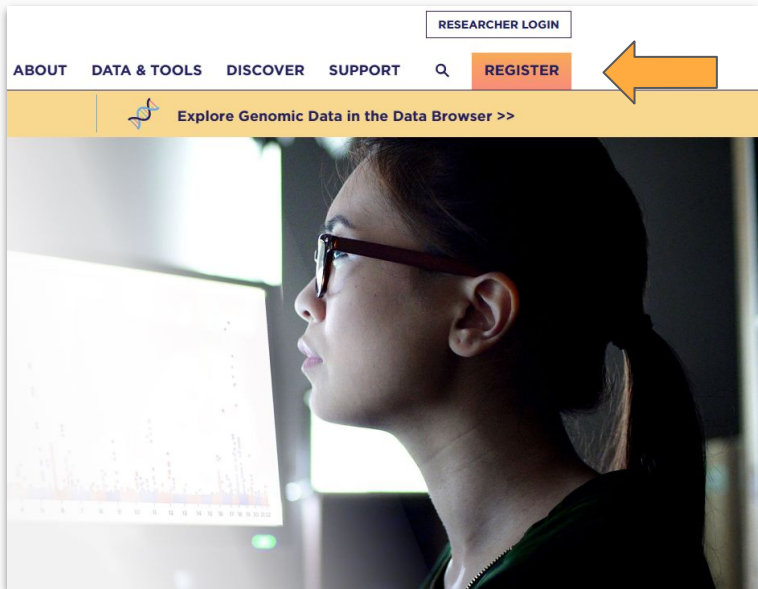 RESEARCHER LOGIN
ABOUT DATA & TOOLS DISCOVER SUPPORT REGISTER
Explore Genomic Data in the Data Browser >>